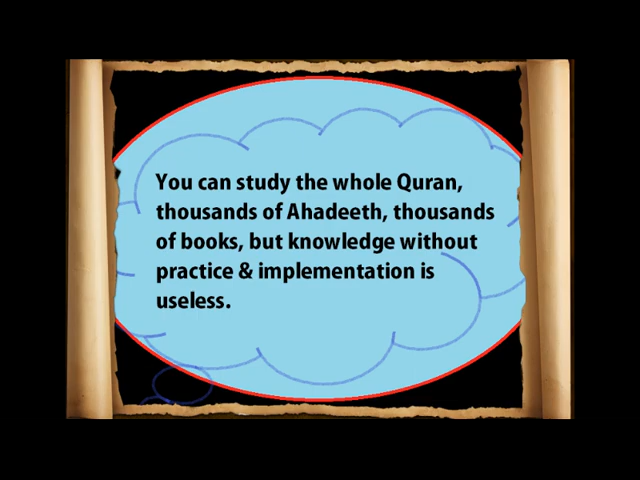 You can study the whole Quran,
thousands of Ahadeeth, thousands
of books, but knowledge without
practice & implementation is
useless.